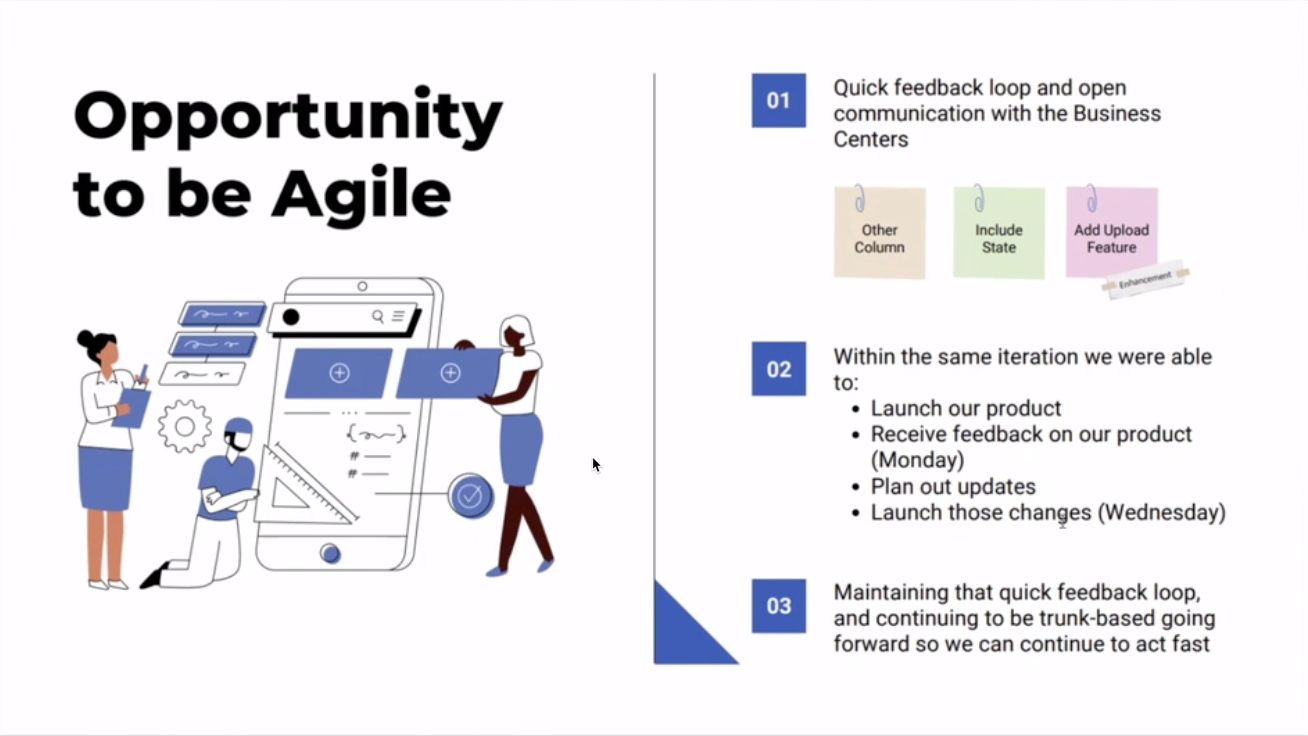 Opportunity
to be Agile
01
Quick feedback loop and open
communication with the Business
Centers
Other
Column
Include
State
Add Upload
Feature
Enhancement
02
Within the same iteration we were able
to:
• Launch our product
• Receive feedback on our product
(Monday)
• Plan out updates
• Launch those changes (Wednesday)
03
Maintaining that quick feedback loop,
and continuing to be trunk-based going
forward so we can continue to act fast